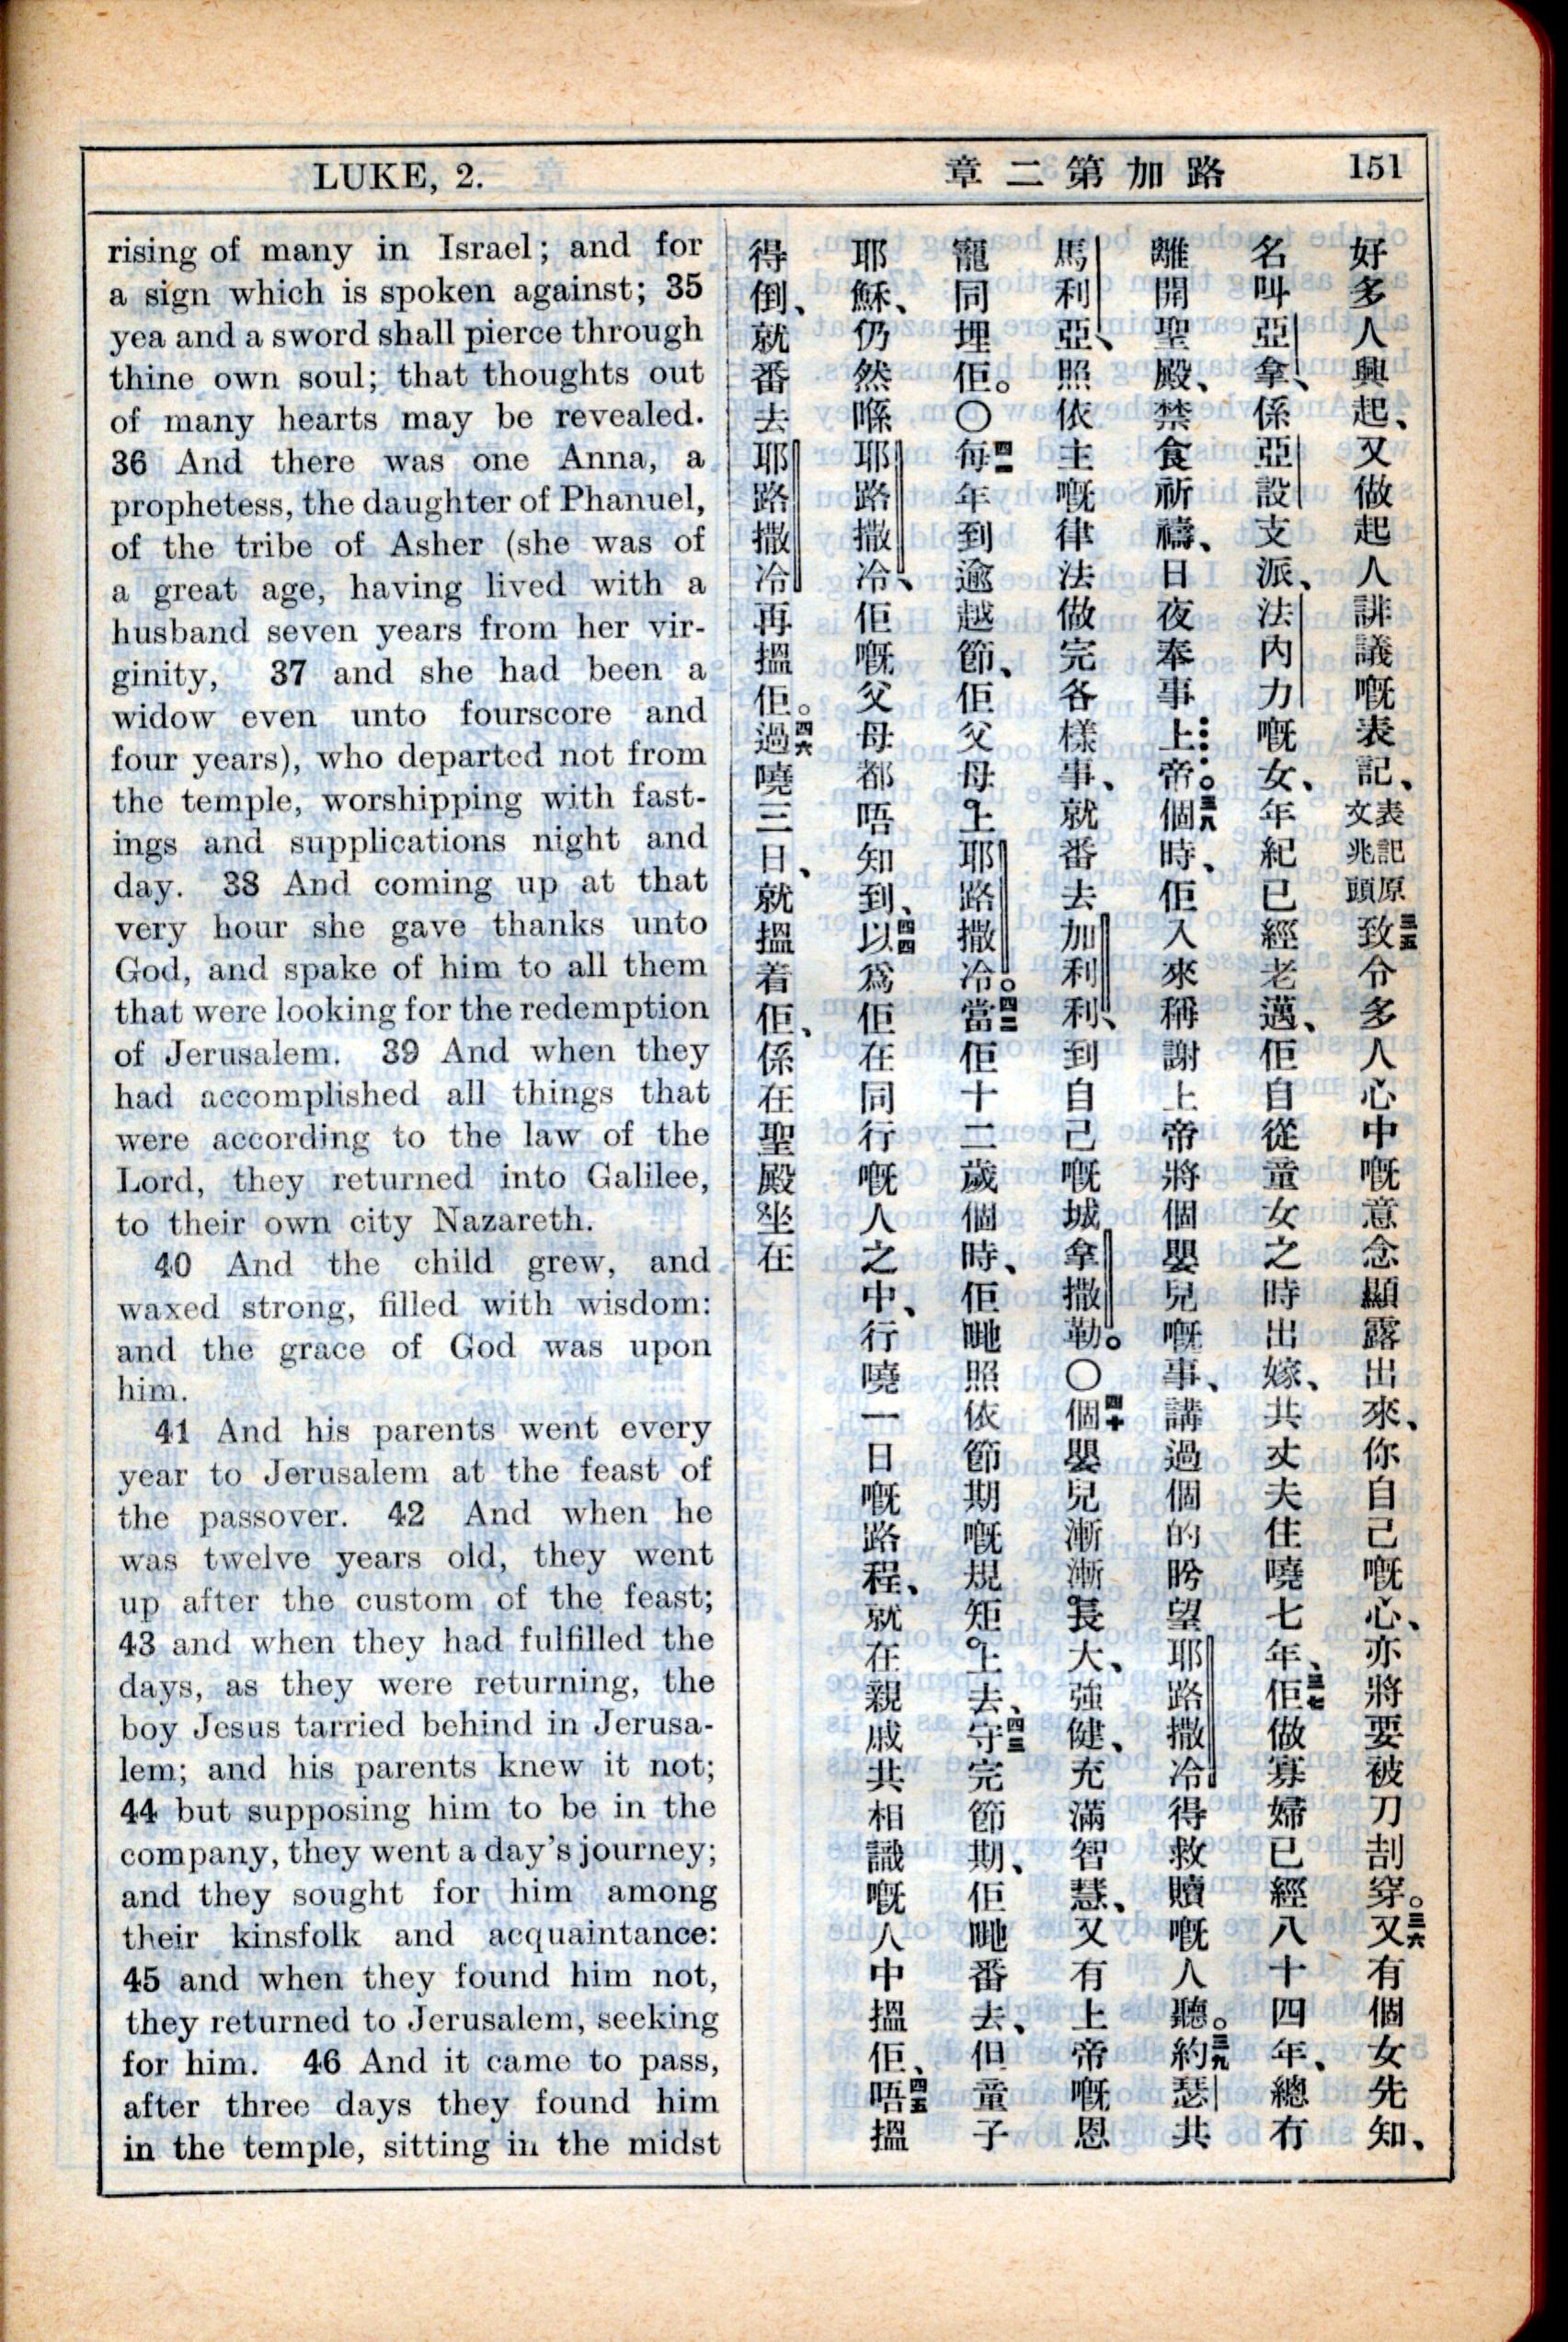 LUKE, 2.
路加第二章
151
rising of many in Israel; and for
a sign which is spoken against; 35
yea and a sword shall pierce through
thine own soul; that thoughts out
of many hearts may be revealed.
36 And there was one Anna, a
prophetess, the daughter of Phanuel,
of the tribe of Asher (she was of
a great age, having lived with a
husband seven years from her vir-
ginity, 37 and she had been a
widow even unto fourscore and
four years), who departed not from
the temple, worshipping with fast-
ings and supplications night and
day. 38 And coming up at that
very hour she gave thanks unto
God, and spake of him to all them
that were looking for the redemption
of Jerusalem. 39 And when they
had accomplished all things that
were according to the law of the
Lord, they returned into Galilee,
to their own city Nazareth.
40 And the child grew, and
waxed strong, filled with wisdom:
and the grace of God was upon
him.
41 And his parents went every
year to Jerusalem at the feast of
the passover. 42 And when he
was twelve years old, they went
up after the custom of the feast;
43 and when they had fulfilled the
days, as they were returning, the
boy Jesus tarried behind in Jerusa-
lem; and his parents knew it not;
44 but supposing him to be in the
company, they went a day's journey;
and they sought for him among
their kinsfolk and acquaintance:
45 and when they found him not,
they returned to Jerusalem, seeking
for him. 46 And it came to pass,
after three days they found him
in the temple, sitting in the midst
好多人興起、又做起人誹議嘅表記、表記原文兆頭三五致令多人心中嘅意念顯露出來、你自己嘅心、亦將要被刀刮穿。三六又有個女先知、
名叫亞拿、係亞設支派、法內力嘅女、年紀已經老邁、佢自從童女之時出嫁、共丈夫住嘵七年、三七佢做寡婦已經八十四年、總冇
離開聖殿、禁食祈禱、日夜奉事上帝。三八個時、佢入來稱謝上帝將個嬰兒嘅事、講過個的盼望耶路撒冷得救贖嘅人聽。三九約瑟共
馬利亞、照依主嘅律法做完各樣事、就番去加利利、到自己嘅城拿撒勒。〇四十個嬰兒漸漸長大、強健、充滿智慧、又有上帝嘅恩
寵同埋佢。〇四一每年到逾越節、佢父母上耶路撒冷。四二當佢十二歲個時、佢哋照依節期嘅規矩上去、四三守完節期、佢哋番去、但童子
耶穌、仍然喺耶路撒冷、佢嘅父母都唔知到、四四以爲佢在同行嘅人之中、行嘵一日嘅路程、就在親戚共相識嘅人中搵佢、四五唔搵
得倒、就番去耶路撒冷再搵佢。四六過嘵三日、就搵着佢、係在聖殿坐在